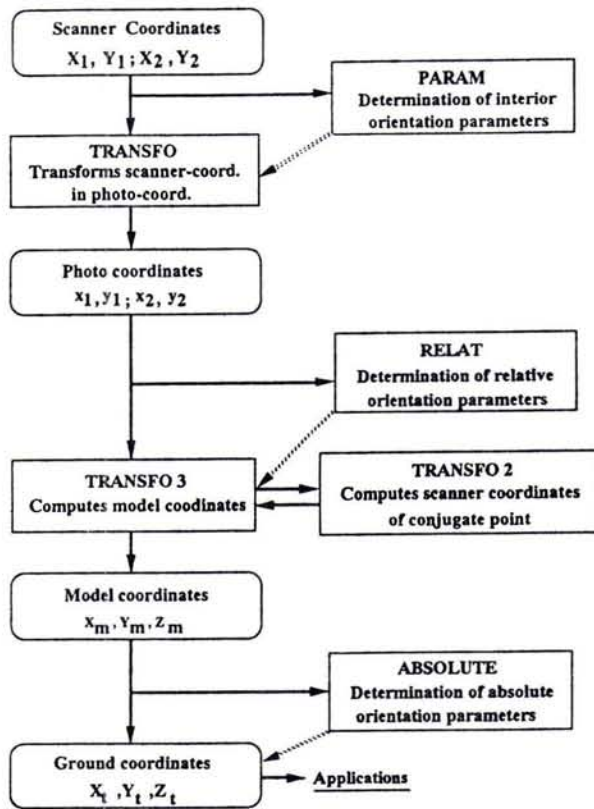 Scanner Coordinates
X1, Y1; X2, Y2
PARAM
Determination of interior
orientation parameters
TRANSFO
Transforms scanner-coord.
in photo-coord.
Photo coordinates
x1, y1; x2, y2
RELAT
Determination of relative
orientation parameters
TRANSFO 3
Computes model coodinates
TRANSFO 2
Computes scanner coordinates
of conjugate point
Model coordinates
Xm, Ym, Zm
ABSOLUTE
Determination of absolute
orientation parameters
Ground coordinates
Xt, Yt, Zt
Applications